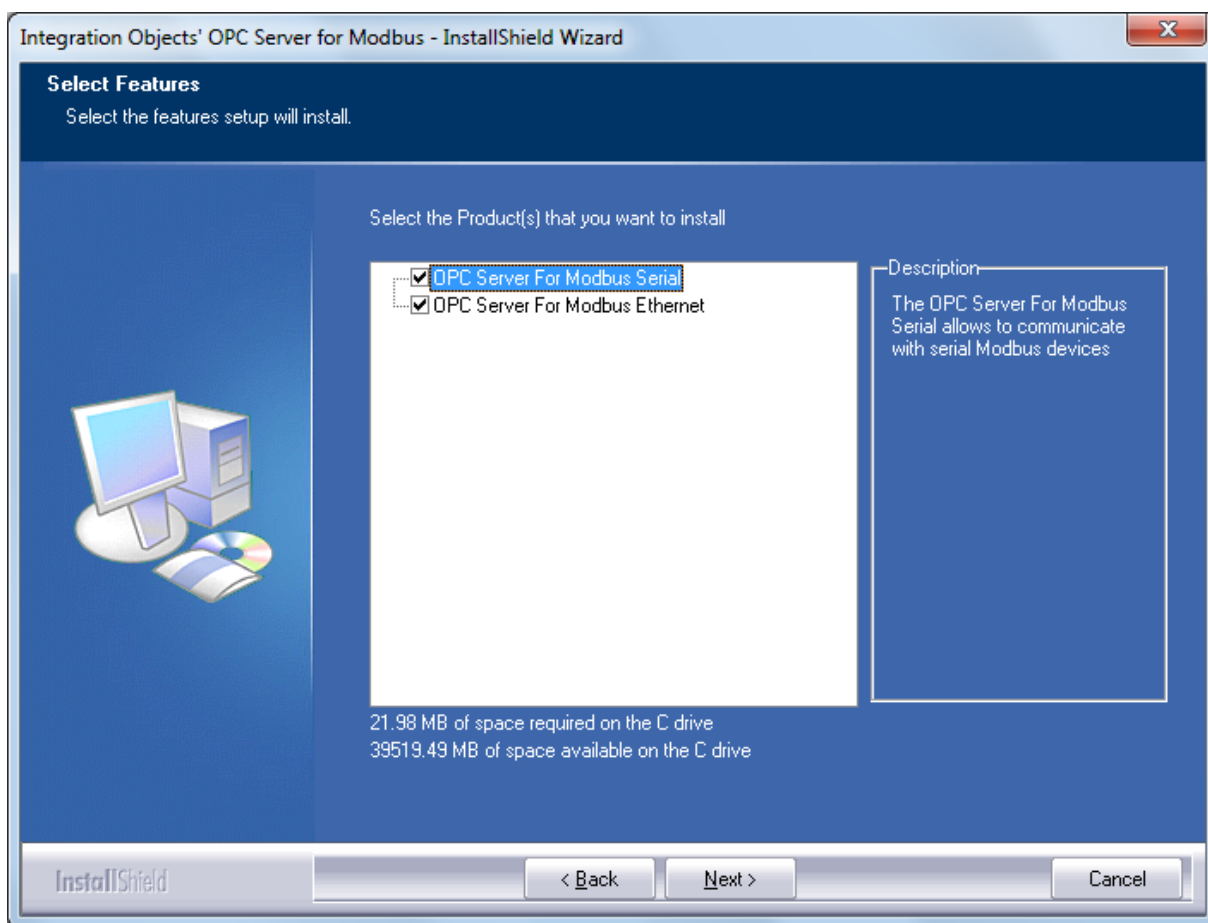 Integration Objects' OPC Server for Modbus - InstallShield Wizard
Select Features
Select the features setup will install.
Select the Product(s) that you want to install
OPC Server For Modbus Serial
OPC Server For Modbus Ethernet
Description
The OPC Server For Modbus
Serial allows to communicate
with serial Modbus devices
21.98 MB of space required on the C drive
39519.49 MB of space available on the C drive
InstallShield
< Back
Next >
Cancel